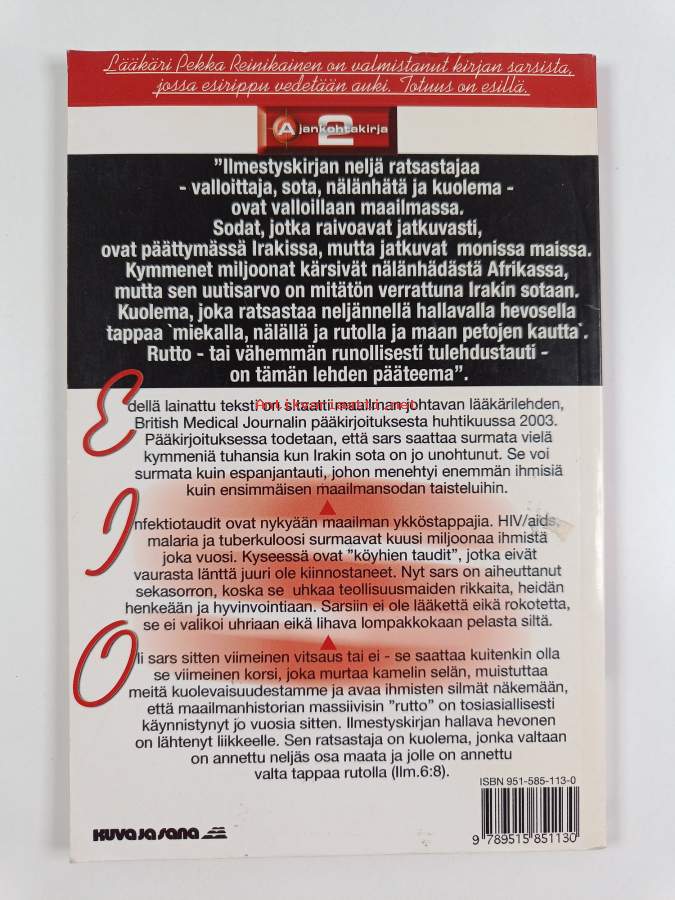 Lääkäri Pekka Reinikainen on valmistanut kirjan sarsista,
jossa esirippu vedetään auki. Totuus on esillä.
Ajankohtakirja 2
"Ilmestyskirjan neljä ratsastajaa
- valloittaja, sota, nälänhätä ja kuolema -
ovat valloillaan maailmassa.
Sodat, jotka raivoavat jatkuvasti,
ovat päättymässä Irakissa, mutta jatkuvat monissa maissa.
Kymmenet miljoonat kärsivät nälänhädästä Afrikassa,
mutta sen uutisarvo on mitätön verrattuna Irakin sotaan.
Kuolema, joka ratsastaa neljännellä hallavalla hevosella
tappaa `miekalla, nälällä ja rutolla ja maan petojen kautta`.
Rutto - tai vähemmän runollisesti tulehdustauti -
on tämän lehden pääteema".
Edellä lainattu teksti on sitaatti maailman johtavan lääkärilehden,
British Medical Journalin pääkirjoituksesta huhtikuussa 2003.
Pääkirjoituksessa todetaan, että sars saattaa surmata vielä
kymmeniä tuhansia kun Irakin sota on jo unohtunut. Se voi
surmata kuin espanjantauti, johon menehtyi enemmän ihmisiä
kuin ensimmäisen maailmansodan taisteluihin.
Infektiotaudit ovat nykyään maailman ykköstappajia. HIV/aids,
malaria ja tuberkuloosi surmaavat kuusi miljoonaa ihmistä
joka vuosi. Kyseessä ovat "köyhien taudit", jotka eivät
vaurasta länttä juuri ole kiinnostaneet. Nyt sars on aiheuttanut
sekasorron, koska se uhkaa teollisuusmaiden rikkaita, heidän
henkeään ja hyvinvointiaan. Sarsiin ei ole lääkettä eikä rokotetta,
se ei valikoi uhriaan eikä lihava lompakkokaan pelasta siltä.
Oli sars sitten viimeinen vitsaus tai ei - se saattaa kuitenkin olla
se viimeinen korsi, joka murtaa kamelin selän, muistuttaa
meitä kuolevaisuudestamme ja avaa ihmisten silmät näkemään,
että maailmanhistorian massiivisin "rutto" on tosiasiallisesti
käynnistynyt jo vuosia sitten. Ilmestyskirjan hallava hevonen
on lähtenyt liikkeelle. Sen ratsastaja on kuolema, jonka valtaan
on annettu neljäs osa maata ja jolle on annettu
valta tappaa rutolla (Ilm.6:8).
ISBN 951-585-113-0
9 789515 851130
KUVA JA SANA